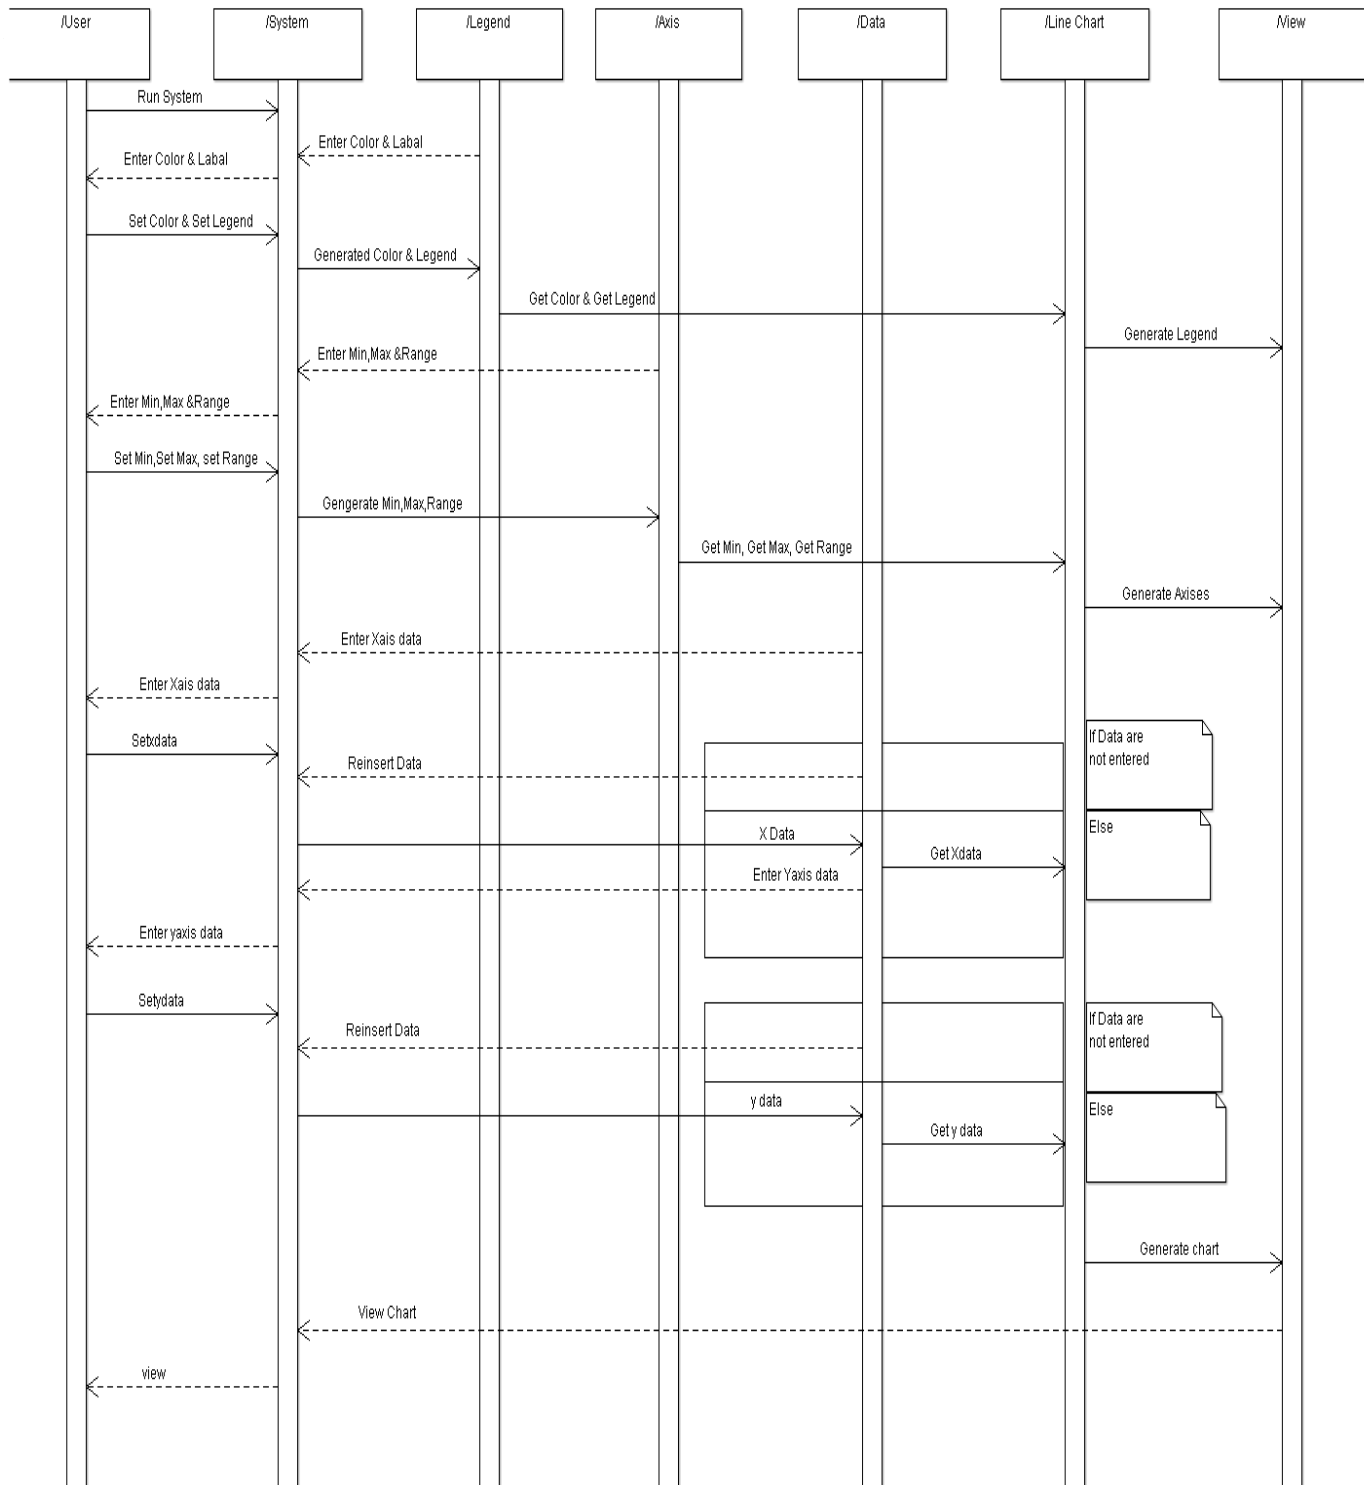 /User
/System
/Legend
/Axis
/Data
/Line Chart
/View
Run System
Enter Color & Labal
Enter Color & Labal
Set Color & Set Legend
Generated Color & Legend
Get Color & Get Legend
Generate Legend
Enter Min,Max &Range
Enter Min,Max &Range
Set Min,Set Max, set Range
Gengerate Min,Max,Range
Get Min, Get Max, Get Range
Generate Axises
Enter Xais data
Enter Xais data
Setxdata
If Data are
not entered
Reinsert Data
Else
X Data
Get Xdata
Enter Yaxis data
Enter yaxis data
Setydata
If Data are
not entered
Reinsert Data
y data
Else
Get y data
Generate chart
View Chart
view